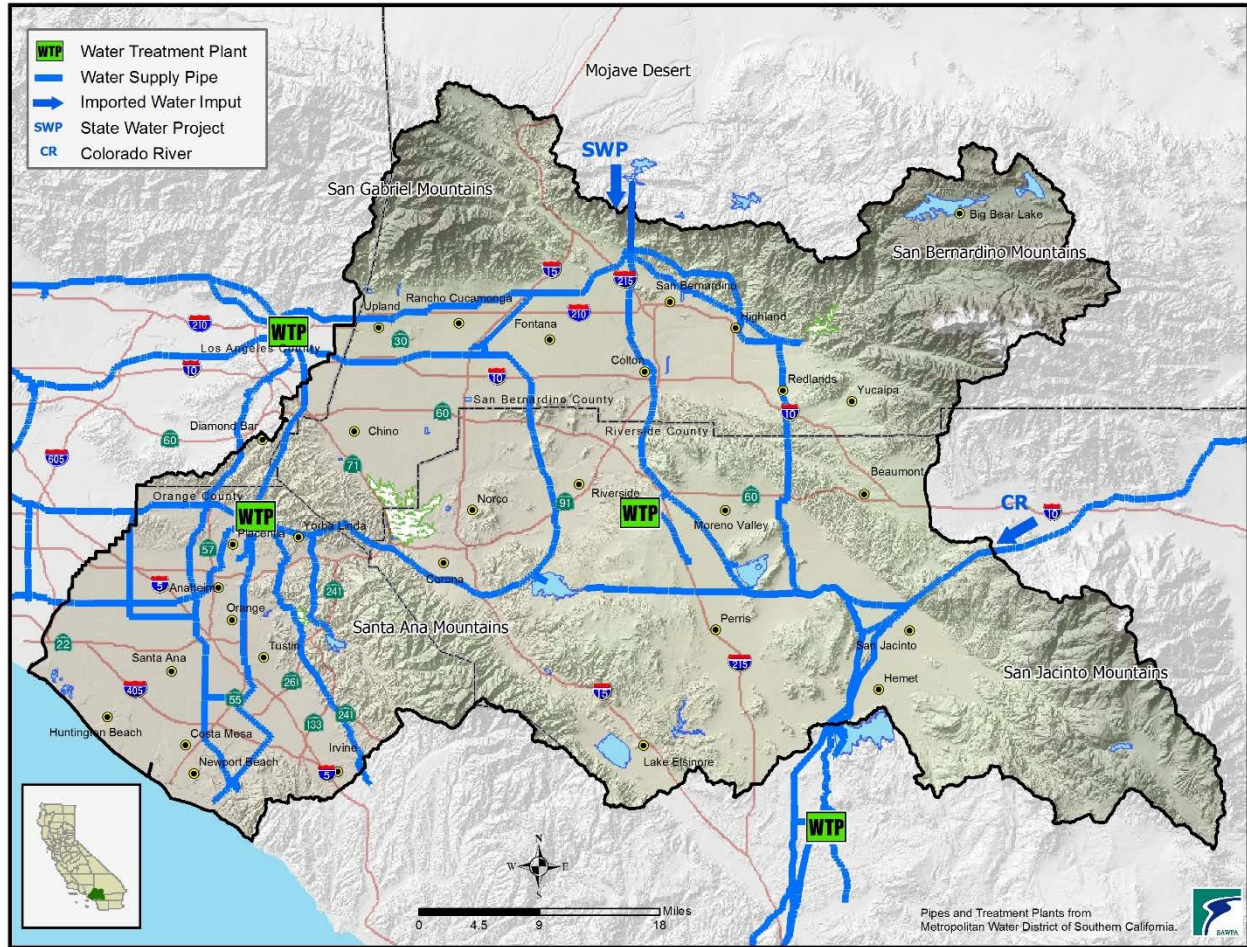 WTP Water Treatment Plant
Water Supply Pipe
Imported Water Imput
SWP State Water Project
CR Colorado River
Mojave Desert
SWP
San Gabriel Mountains
Big Bear Lake
San Bernardino Mountains
15
215
San Bernardino
Rancho Cucamonga
Upland
210
Fontana
210
Highland
WTP
30
Los Angeles County
10
10
Colton
Redlands
Yucaipa
San Bernardino County
60
10
Diamond Bar
Chino
Riverside County
60
605
71
Beaumont
Orange County
Norco
91
Riverside
60
CR
10
WTP
Placentia
Yorba Linda
WTP
Moreno Valley
57
Corona
5
Anaheim
241
Orange
Santa Ana Mountains
Perris
San Jacinto
22
Tustin
Santa Ana
215
San Jacinto Mountains
405
261
15
Hemet
55
241
133
Huntington Beach
Costa Mesa
Irvine
Lake Elsinore
Newport Beach
5
WTP
N
W E
S
Miles
0 4.5 9 18
Pipes and Treatment Plants from
Metropolitan Water District of Southern California.
SAWPA